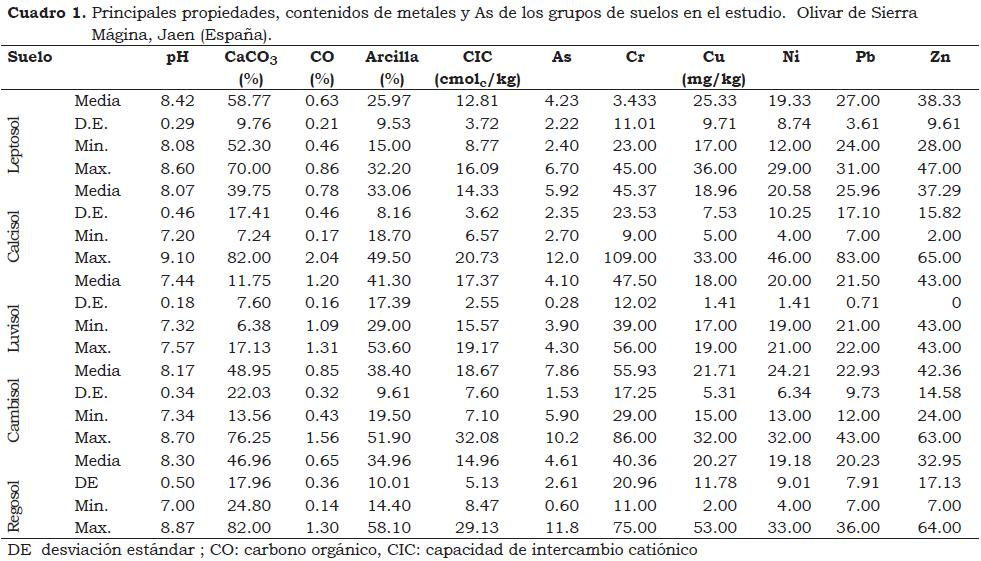 Cuadro 1. Principales propiedades, contenidos de metales y As de los grupos de suelos en el estudio. Olivar de Sierra
Mágina, Jaen (España).
Suelo pH CaCO3 CO Arcilla CIC As Cr Cu Ni Pb Zn
(%) (%) (%) (cmolc/kg) (mg/kg)
Leptosol
Media 8.42 58.77 0.63 25.97 12.81 4.23 3.433 25.33 19.33 27.00 38.33
D.E. 0.29 9.76 0.21 9.53 3.72 2.22 11.01 9.71 8.74 3.61 9.61
Min. 8.08 52.30 0.46 15.00 8.77 2.40 23.00 17.00 12.00 24.00 28.00
Max. 8.60 70.00 0.86 32.20 16.09 6.70 45.00 36.00 29.00 31.00 47.00
Calcisol
Media 8.07 39.75 0.78 33.06 14.33 5.92 45.37 18.96 20.58 25.96 37.29
D.E. 0.46 17.41 0.46 8.16 3.62 2.35 23.53 7.53 10.25 17.10 15.82
Min. 7.20 7.24 0.17 18.70 6.57 2.70 9.00 5.00 4.00 7.00 2.00
Max. 9.10 82.00 2.04 49.50 20.73 12.0 109.00 33.00 46.00 83.00 65.00
Luvisol
Media 7.44 11.75 1.20 41.30 17.37 4.10 47.50 18.00 20.00 21.50 43.00
D.E. 0.18 7.60 0.16 17.39 2.55 0.28 12.02 1.41 1.41 0.71 0
Min. 7.32 6.38 1.09 29.00 15.57 3.90 39.00 17.00 19.00 21.00 43.00
Max. 7.57 17.13 1.31 53.60 19.17 4.30 56.00 19.00 21.00 22.00 43.00
Cambisol
Media 8.17 48.95 0.85 38.40 18.67 7.86 55.93 21.71 24.21 22.93 42.36
D.E. 0.34 22.03 0.32 9.61 7.60 1.53 17.25 5.31 6.34 9.73 14.58
Min. 7.34 13.56 0.43 19.50 7.10 5.90 29.00 15.00 13.00 12.00 24.00
Max. 8.70 76.25 1.56 51.90 32.08 10.2 86.00 32.00 32.00 43.00 63.00
Regosol
Media 8.30 46.96 0.65 34.96 14.96 4.61 40.36 20.27 19.18 20.23 32.95
DE 0.50 17.96 0.36 10.01 5.13 2.61 20.96 11.78 9.01 7.91 17.13
Min. 7.00 24.80 0.14 14.40 8.47 0.60 11.00 2.00 4.00 7.00 7.00
Max. 8.87 82.00 1.30 58.10 29.13 11.8 75.00 53.00 33.00 36.00 64.00
DE desviación estándar ; CO: carbono orgánico, CIC: capacidad de intercambio catiónico